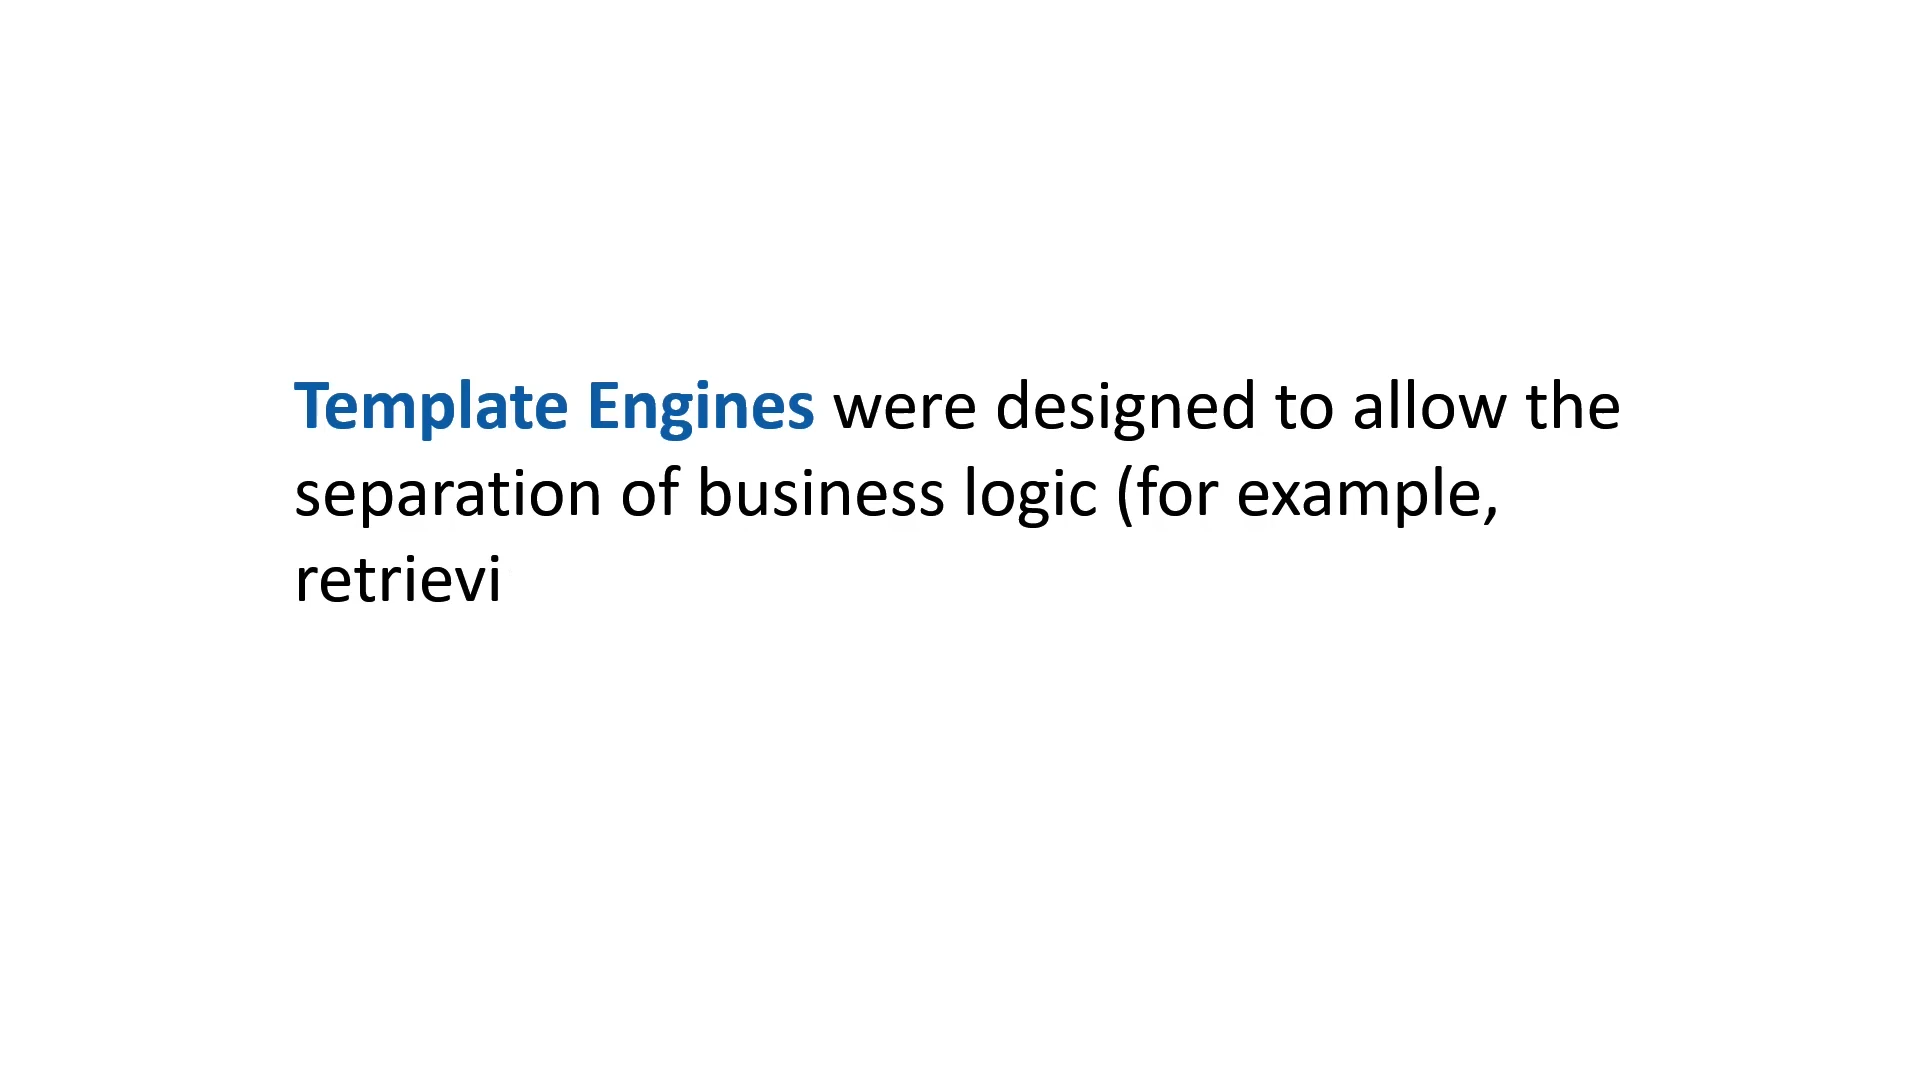 Template Engines were designed to allow the
separation of business logic (for example,
retrievi